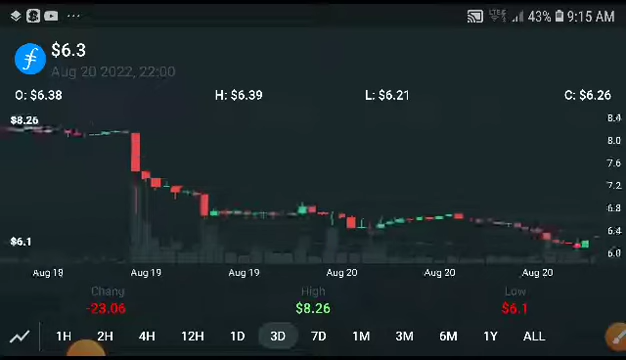 43% 9:15 AM
$6.3
Aug 20 2022, 22:00
O: $6.38 H: $6.39 L: $6.21 C: $6.26
$8.26
8.4
8.0
7.6
7.2
6.8
6.4
$6.1
6.0
Aug 18 Aug 19 Aug 19 Aug 20 Aug 20 Aug 20
Chang High Low
-23.06 $8.26 $6.1
1H 2H 4H 12H 1D 3D 7D 1M 3M 6M 1Y ALL